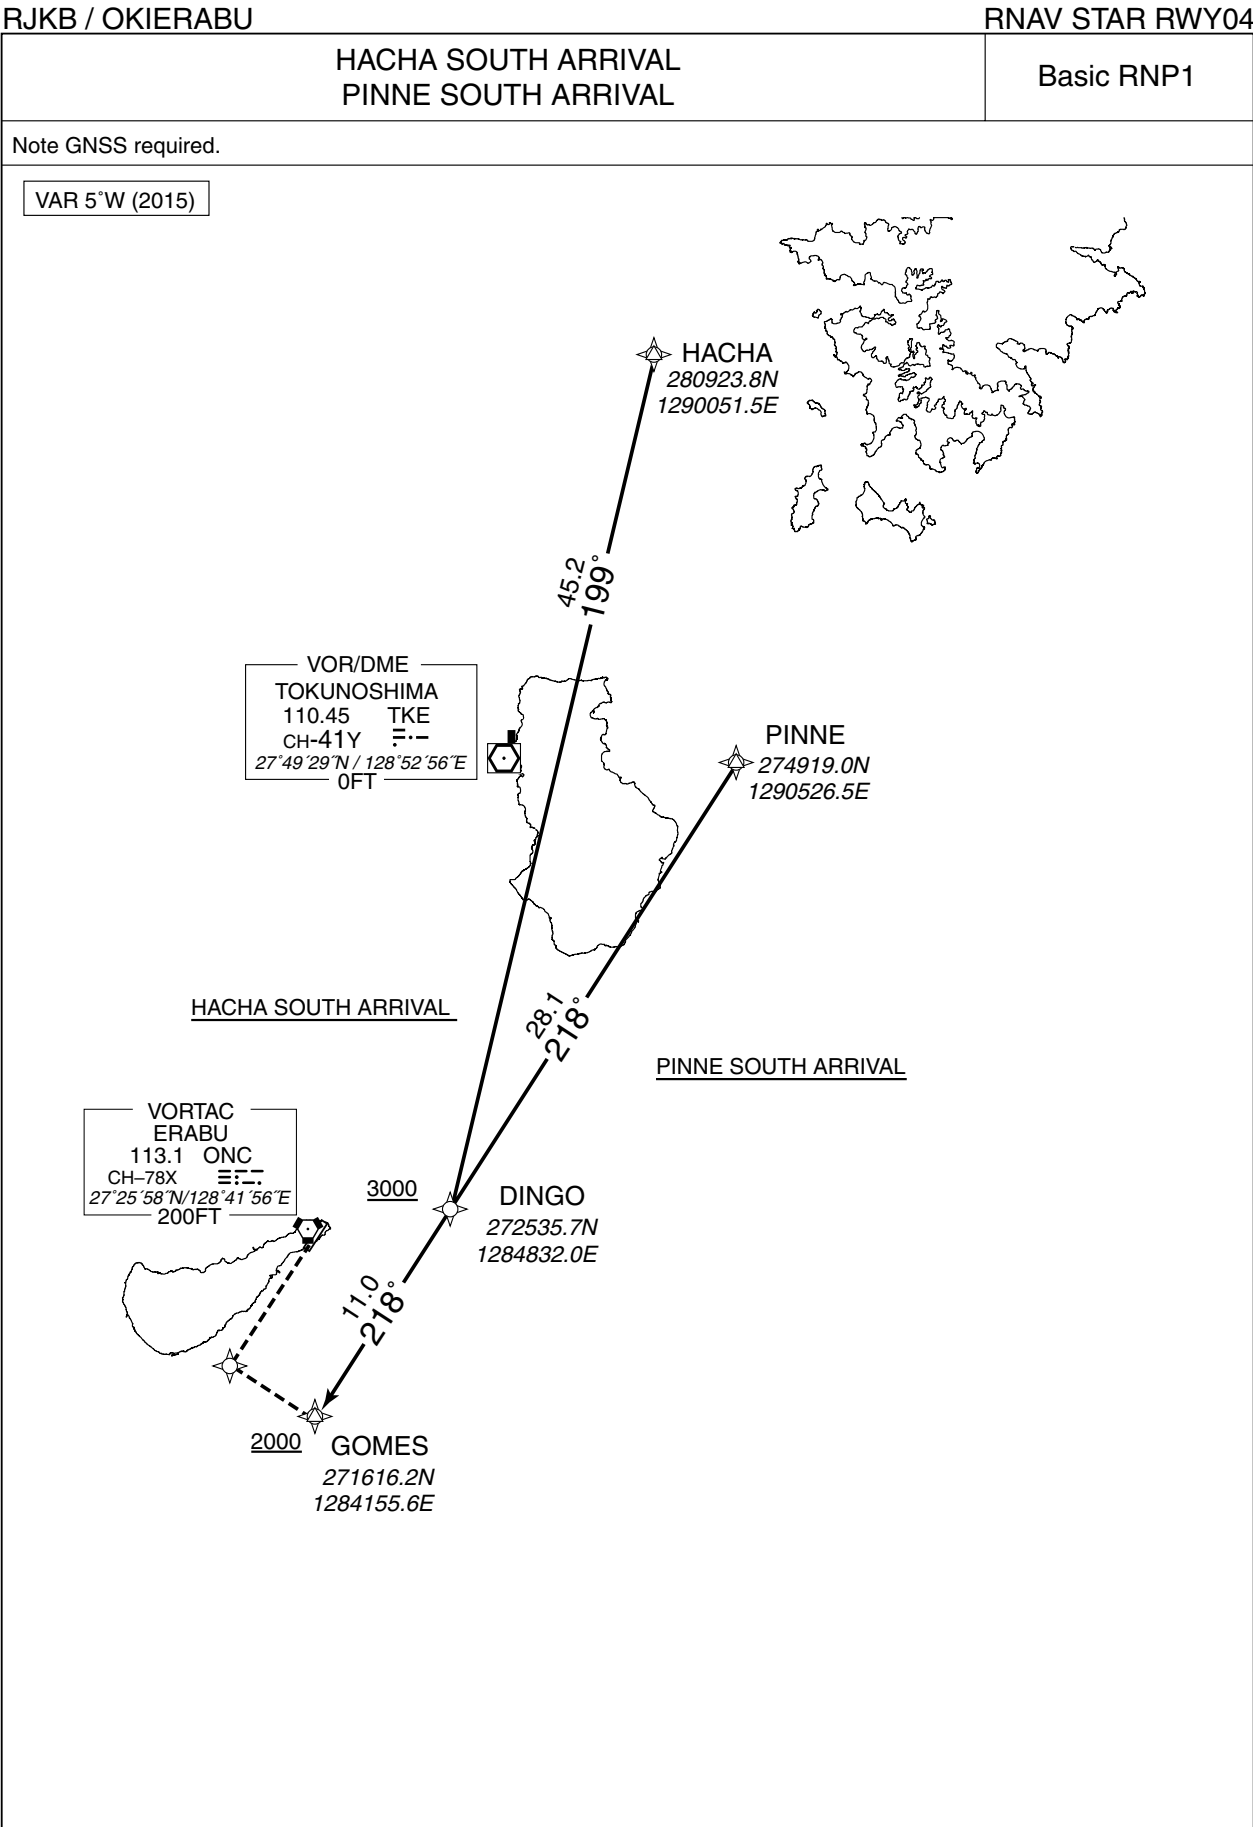 RJKB / OKIERABU
RNAV STAR RWY04
HACHA SOUTH ARRIVAL
PINNE SOUTH ARRIVAL
Basic RNP1
Note GNSS required.
VAR 5°W (2015)
HACHA
280923.8N
1290051.5E
45.2
199°
VOR/DME
TOKUNOSHIMA
110.45 TKE
CH-41Y
27°49´29˝N / 128°52´56˝E
0FT
PINNE
274919.0N
1290526.5E
HACHA SOUTH ARRIVAL
28.1
218°
PINNE SOUTH ARRIVAL
VORTAC
ERABU
113.1 ONC
CH–78X
27°25´58˝N/128°41´56˝E
200FT
3000
DINGO
272535.7N
1284832.0E
11.0
218°
2000
GOMES
271616.2N
1284155.6E